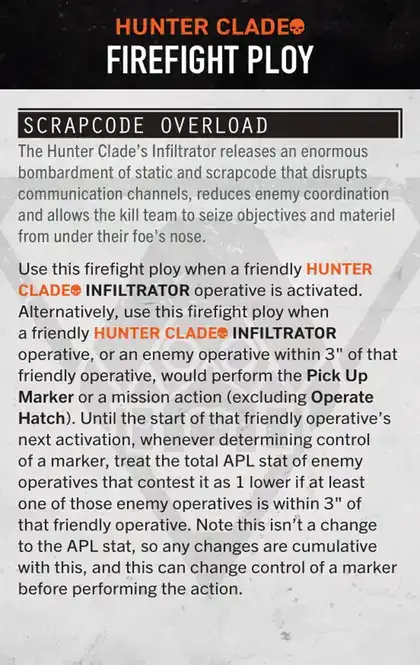 HUNTER CLADE
FIREFIGHT PLOY
SCRAPCODE OVERLOAD
The Hunter Clade's Infiltrator releases an enormous
bombardment of static and scrapcode that disrupts
communication channels, reduces enemy coordination
and allows the kill team to seize objectives and materiel
from under their foe's nose.
Use this firefight ploy when a friendly HUNTER
CLADE INFILTRATOR operative is activated.
Alternatively, use this firefight ploy when
a friendly HUNTER CLADE INFILTRATOR
operative, or an enemy operative within 3" of that
friendly operative, would perform the Pick Up
Marker or a mission action (excluding Operate
Hatch). Until the start of that friendly operative's
next activation, whenever determining control
of a marker, treat the total APL stat of enemy
operatives that contest it as 1 lower if at least
one of those enemy operatives is within 3" of
that friendly operative. Note this isn't a change
to the APL stat, so any changes are cumulative
with this, and this can change control of a marker
before performing the action.